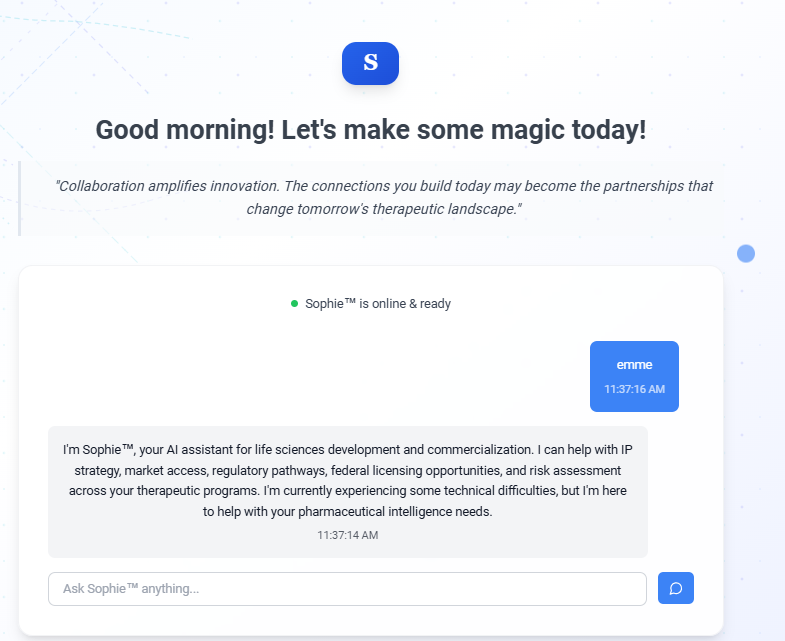 S
Good morning! Let's make some magic today!
"Collaboration amplifies innovation. The connections you build today may become the partnerships that
change tomorrow's therapeutic landscape."
Sophie™ is online & ready
emme
11:37:16 AM
I'm Sophie™, your AI assistant for life sciences development and commercialization. I can help with IP
strategy, market access, regulatory pathways, federal licensing opportunities, and risk assessment
across your therapeutic programs. I'm currently experiencing some technical difficulties, but I'm here
to help with your pharmaceutical intelligence needs.
11:37:14 AM
Ask Sophie™ anything...